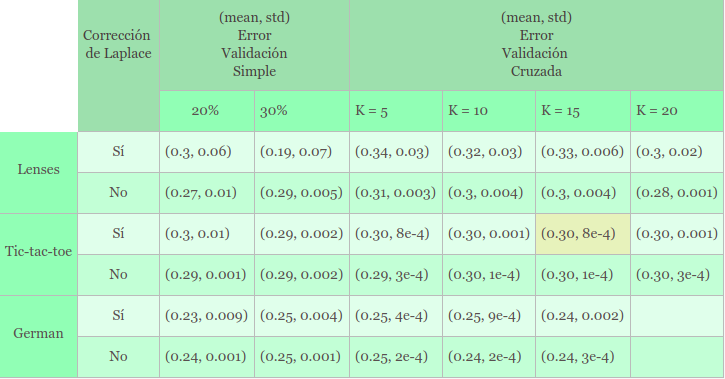 Corrección de Laplace
(mean, std)
Error
Validación
Simple
(mean, std)
Error
Validación
Cruzada
20% 30% K = 5 K = 10 K = 15 K = 20
Lenses
Sí (0.3, 0.06) (0.19, 0.07) (0.34, 0.03) (0.32, 0.03) (0.33, 0.006) (0.3, 0.02)
No (0.27, 0.01) (0.29, 0.005) (0.31, 0.003) (0.3, 0.004) (0.3, 0.004) (0.28, 0.001)
Tic-tac-toe
Sí (0.3, 0.01) (0.29, 0.002) (0.30, 8e-4) (0.30, 0.001) (0.30, 8e-4) (0.30, 0.001)
No (0.29, 0.001) (0.29, 0.002) (0.29, 3e-4) (0.30, 1e-4) (0.30, 1e-4) (0.30, 3e-4)
German
Sí (0.23, 0.009) (0.25, 0.004) (0.25, 4e-4) (0.25, 9e-4) (0.24, 0.002)
No (0.24, 0.001) (0.25, 0.001) (0.25, 2e-4) (0.24, 2e-4) (0.24, 3e-4)